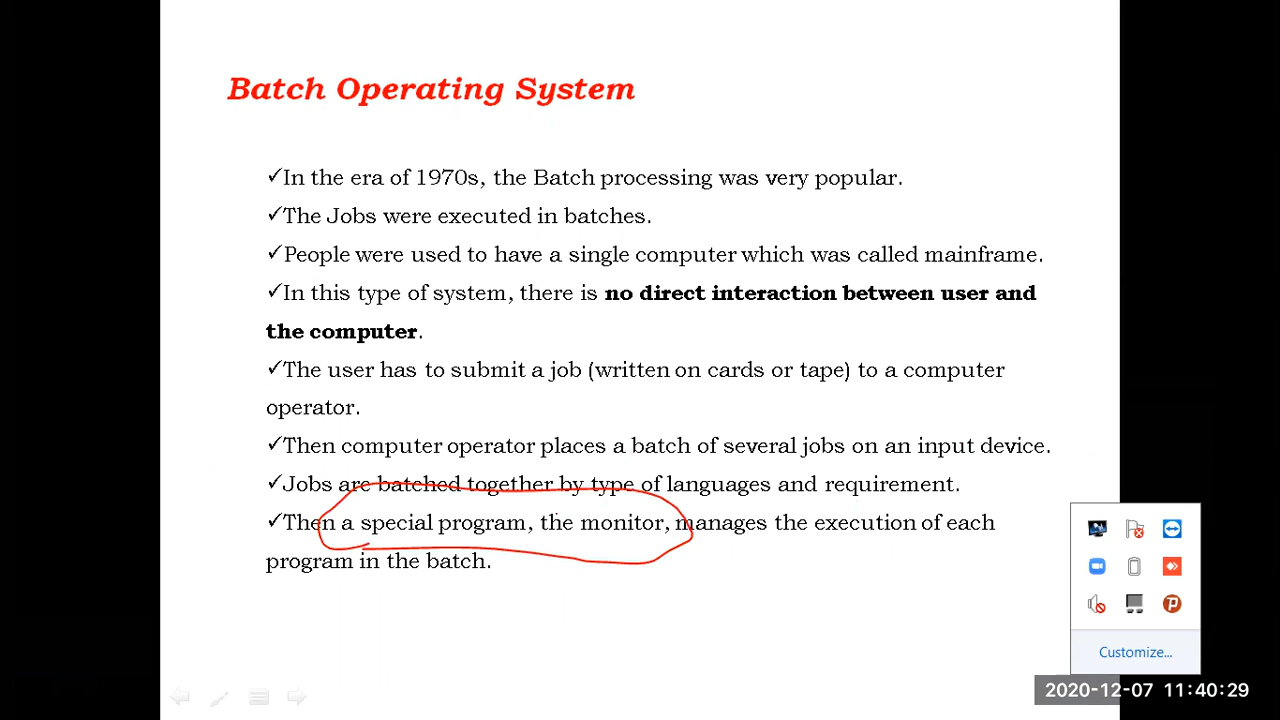 Batch Operating System
✓In the era of 1970s, the Batch processing was very popular.
✓The Jobs were executed in batches.
✓People were used to have a single computer which was called mainframe.
✓In this type of system, there is no direct interaction between user and
the computer.
✓The user has to submit a job (written on cards or tape) to a computer
operator.
✓Then computer operator places a batch of several jobs on an input device.
✓Jobs are batched together by type of languages and requirement.
✓Then a special program, the monitor, manages the execution of each
program in the batch.
Customize...
2020-12-07 11:40:29